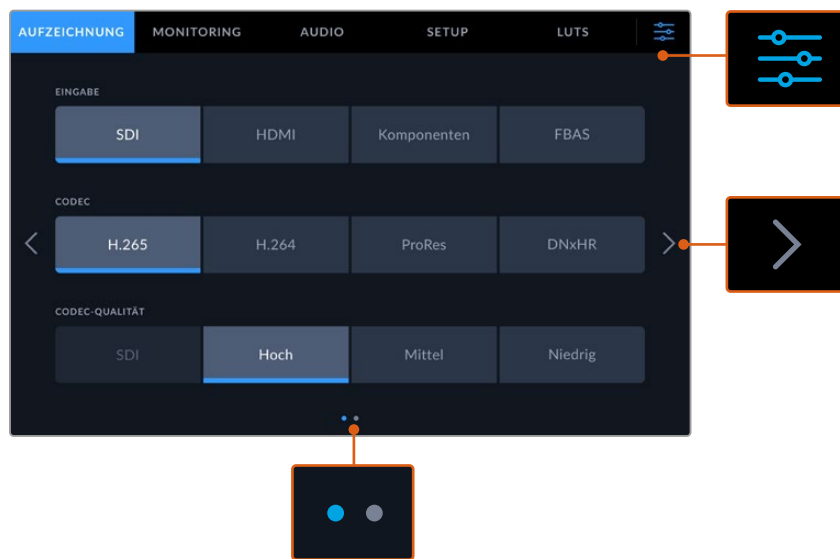 AUFZEICHNUNG MONITORING AUDIO SETUP LUTS
EINGABE
SDI HDMI Komponenten FBAS
CODEC
H.265 H.264 ProRes DNxHR
CODEC-QUALITÄT
SDI Hoch Mittel Niedrig